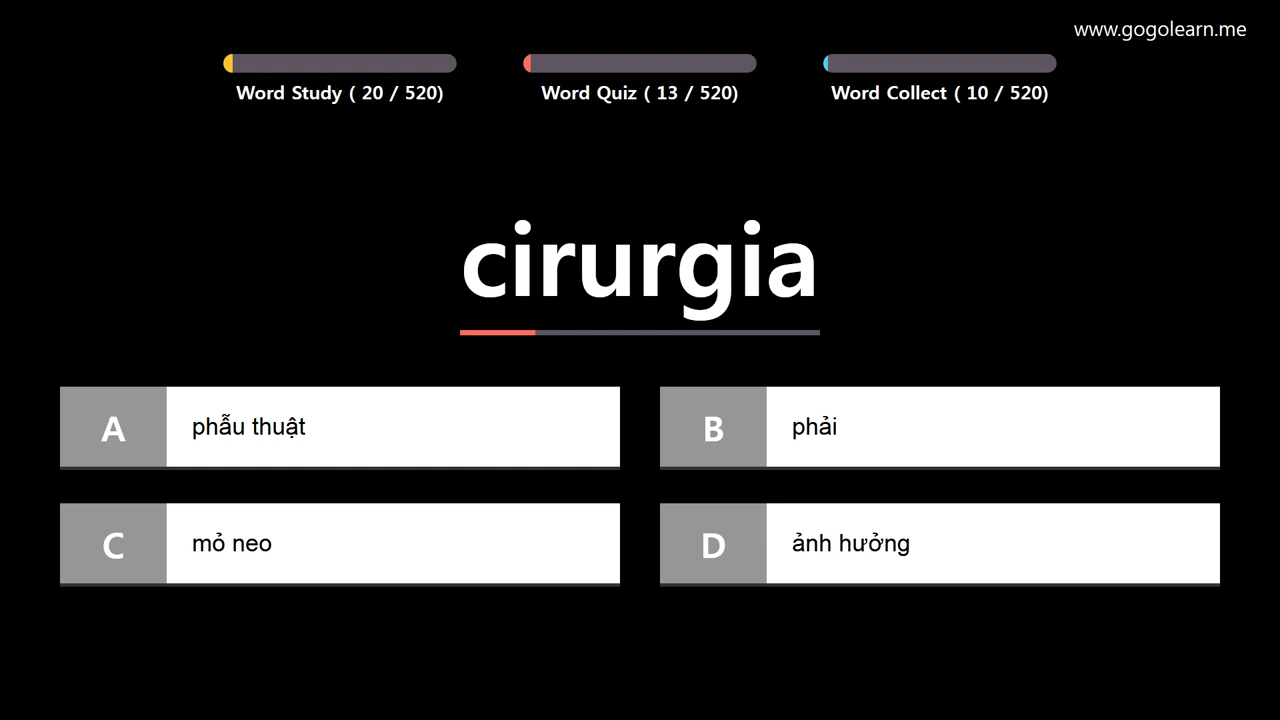 www.gogolearn.me
Word Study ( 20 / 520)
Word Quiz ( 13 / 520)
Word Collect ( 10 / 520)
cirurgia
A phẫu thuật
B phải
C mỏ neo
D ảnh hưởng